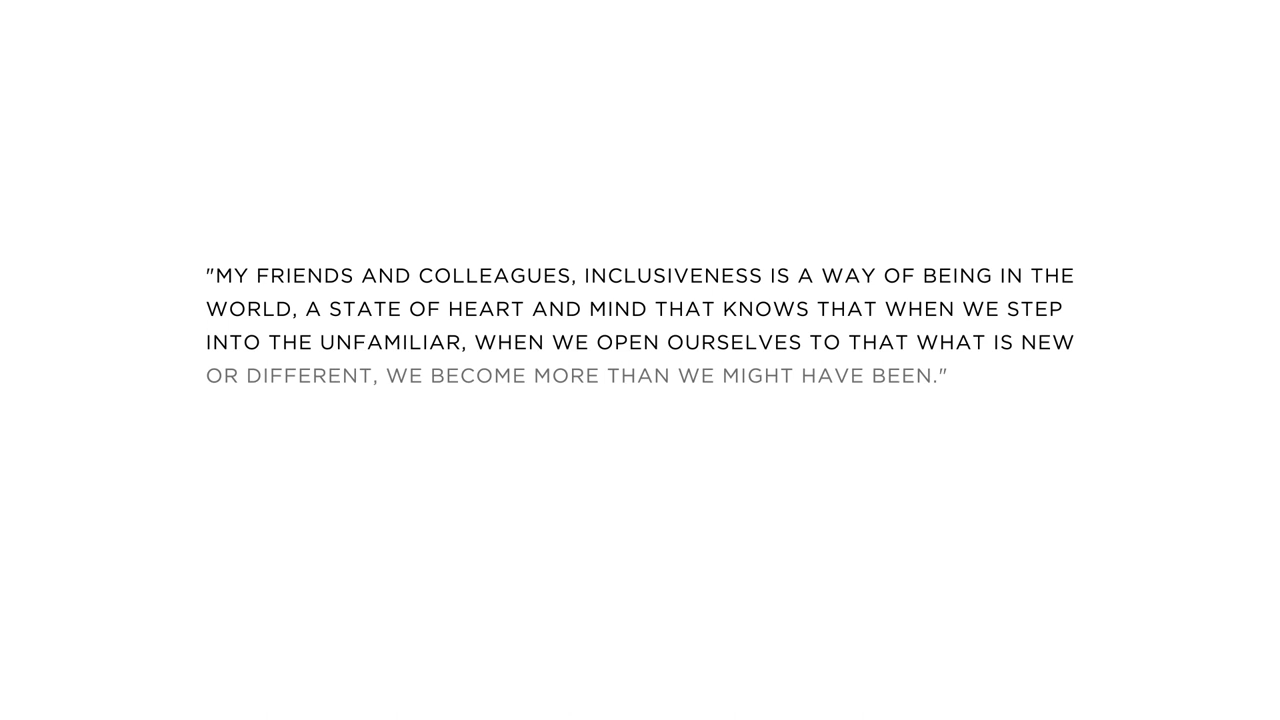 "MY FRIENDS AND COLLEAGUES, INCLUSIVENESS IS A WAY OF BEING IN THE
WORLD, A STATE OF HEART AND MIND THAT KNOWS THAT WHEN WE STEP
INTO THE UNFAMILIAR, WHEN WE OPEN OURSELVES TO THAT WHAT IS NEW
OR DIFFERENT, WE BECOME MORE THAN WE MIGHT HAVE BEEN."